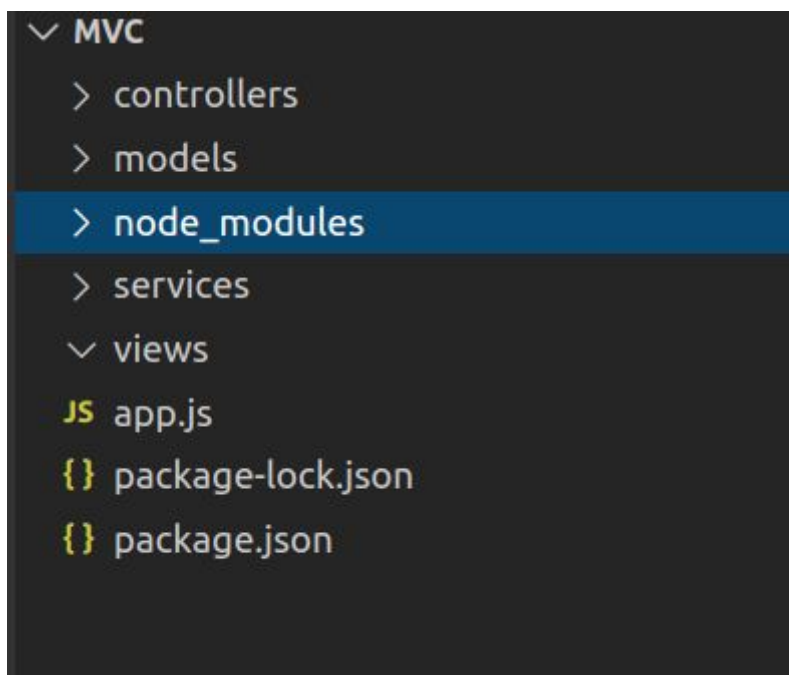 MVC
controllers
models
node_modules
services
views
JS app.js
{} package-lock.json
{} package.json